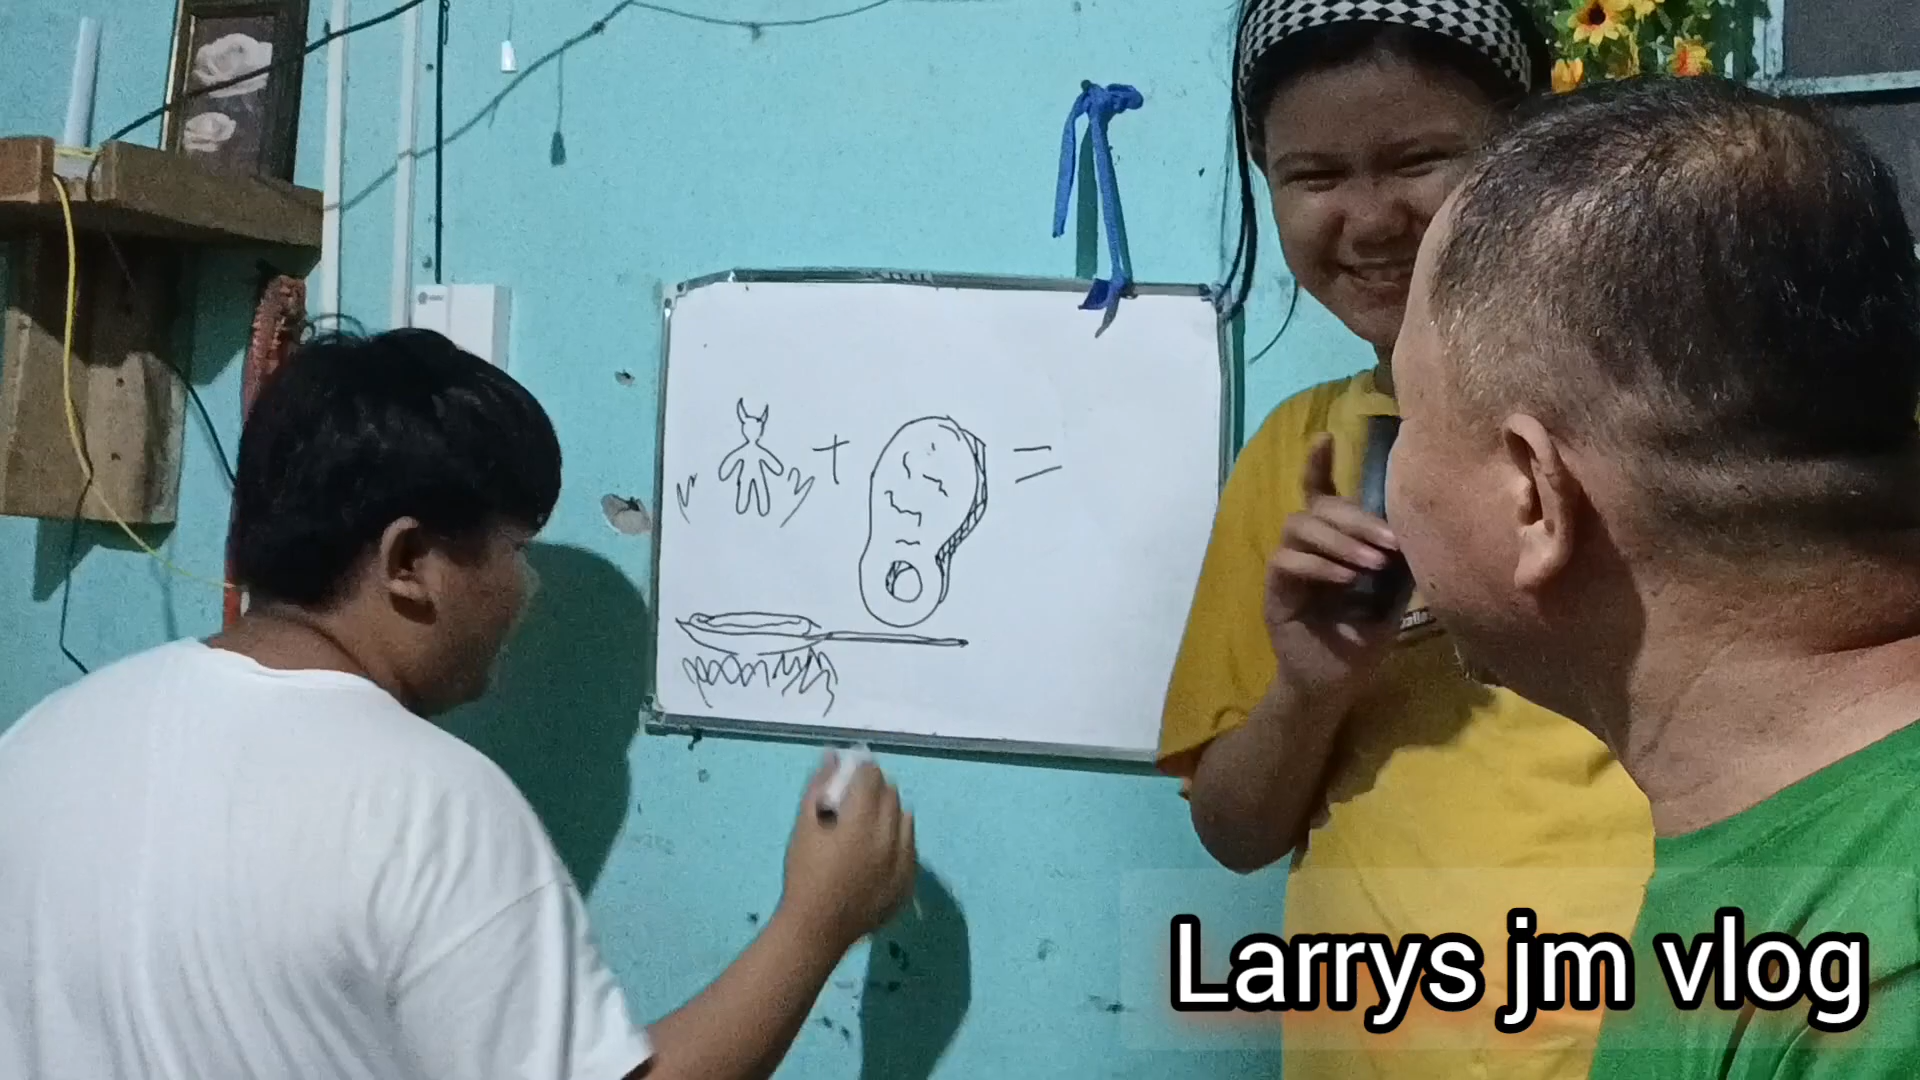 + =
Larrys jm vlog